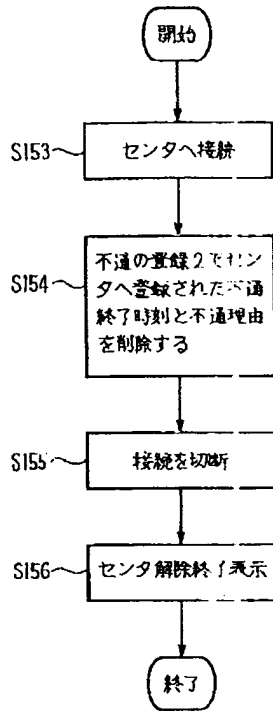 開始
S153
センタへ接続
S154
不通の登録2でセン
タへ登録された不通
終了時刻と不通理由
を削除する
S155
接続を切断
S156
センタ解除終了表示
終了